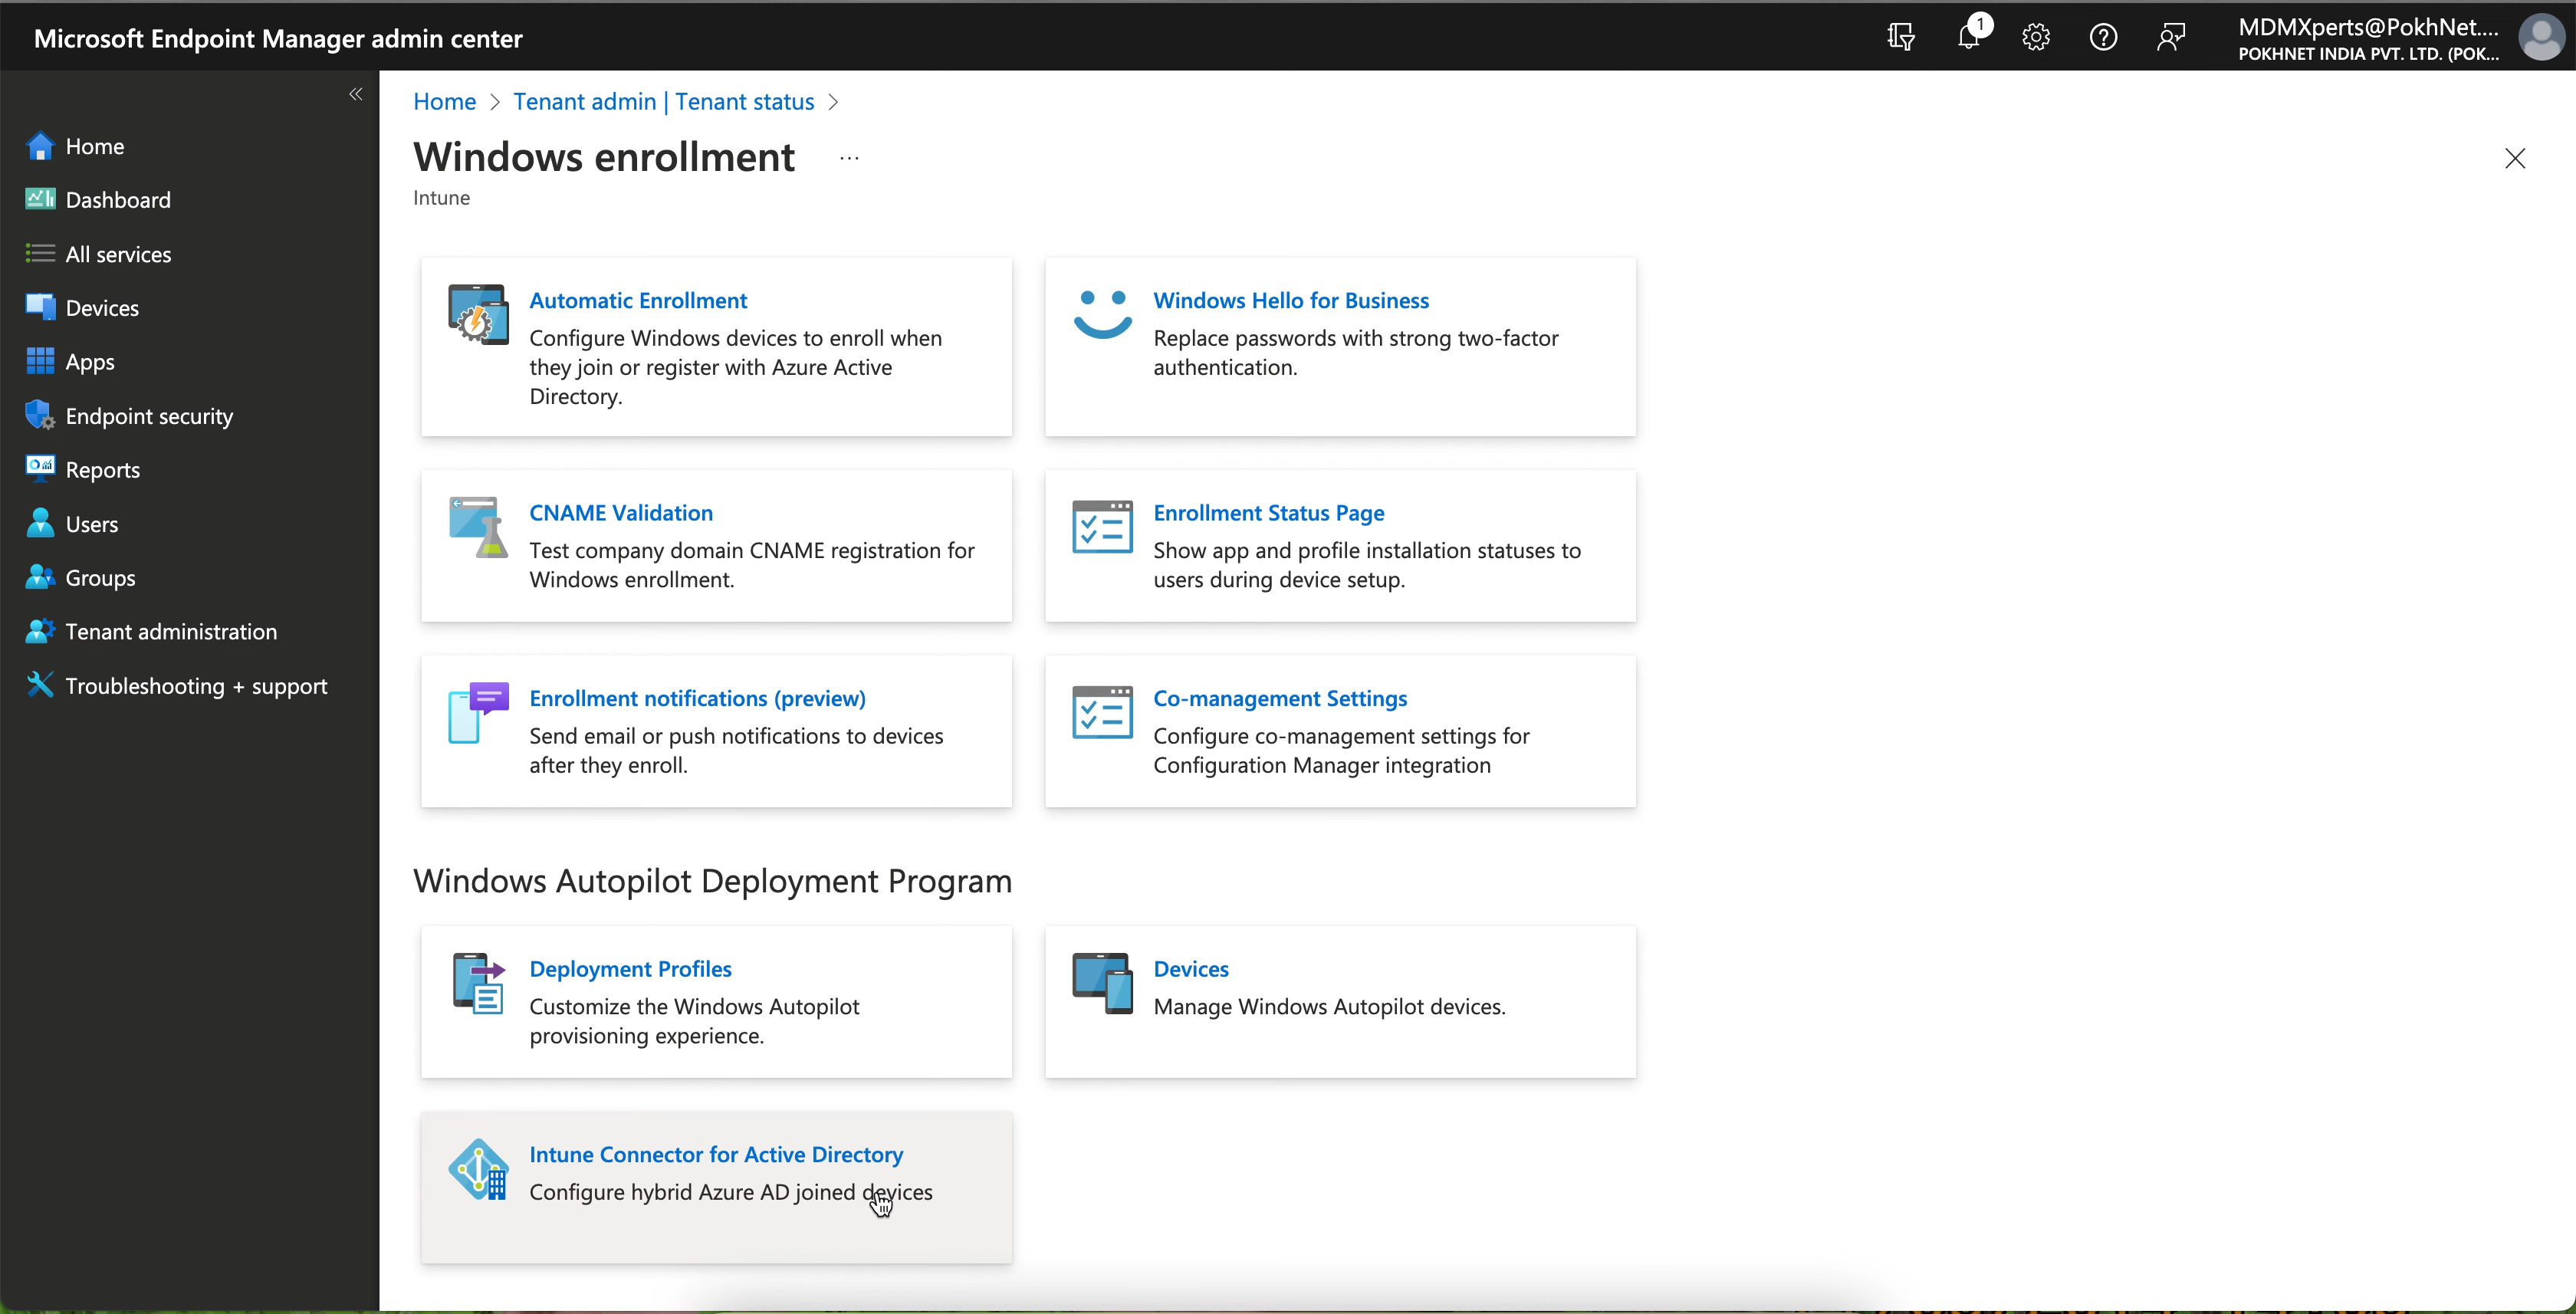 Microsoft Endpoint Manager admin center
1
MDMXperts@PokhNet....
POKHNET INDIA PVT. LTD. (POK...
Home
Dashboard
All services
Devices
Apps
Endpoint security
Reports
Users
Groups
Tenant administration
Troubleshooting + support
Home > Tenant admin | Tenant status >
Windows enrollment ...
Intune
Automatic Enrollment
Configure Windows devices to enroll when
they join or register with Azure Active
Directory.
Windows Hello for Business
Replace passwords with strong two-factor
authentication.
CNAME Validation
Test company domain CNAME registration for
Windows enrollment.
Enrollment Status Page
Show app and profile installation statuses to
users during device setup.
Enrollment notifications (preview)
Send email or push notifications to devices
after they enroll.
Co-management Settings
Configure co-management settings for
Configuration Manager integration
Windows Autopilot Deployment Program
Deployment Profiles
Customize the Windows Autopilot
provisioning experience.
Devices
Manage Windows Autopilot devices.
Intune Connector for Active Directory
Configure hybrid Azure AD joined devices